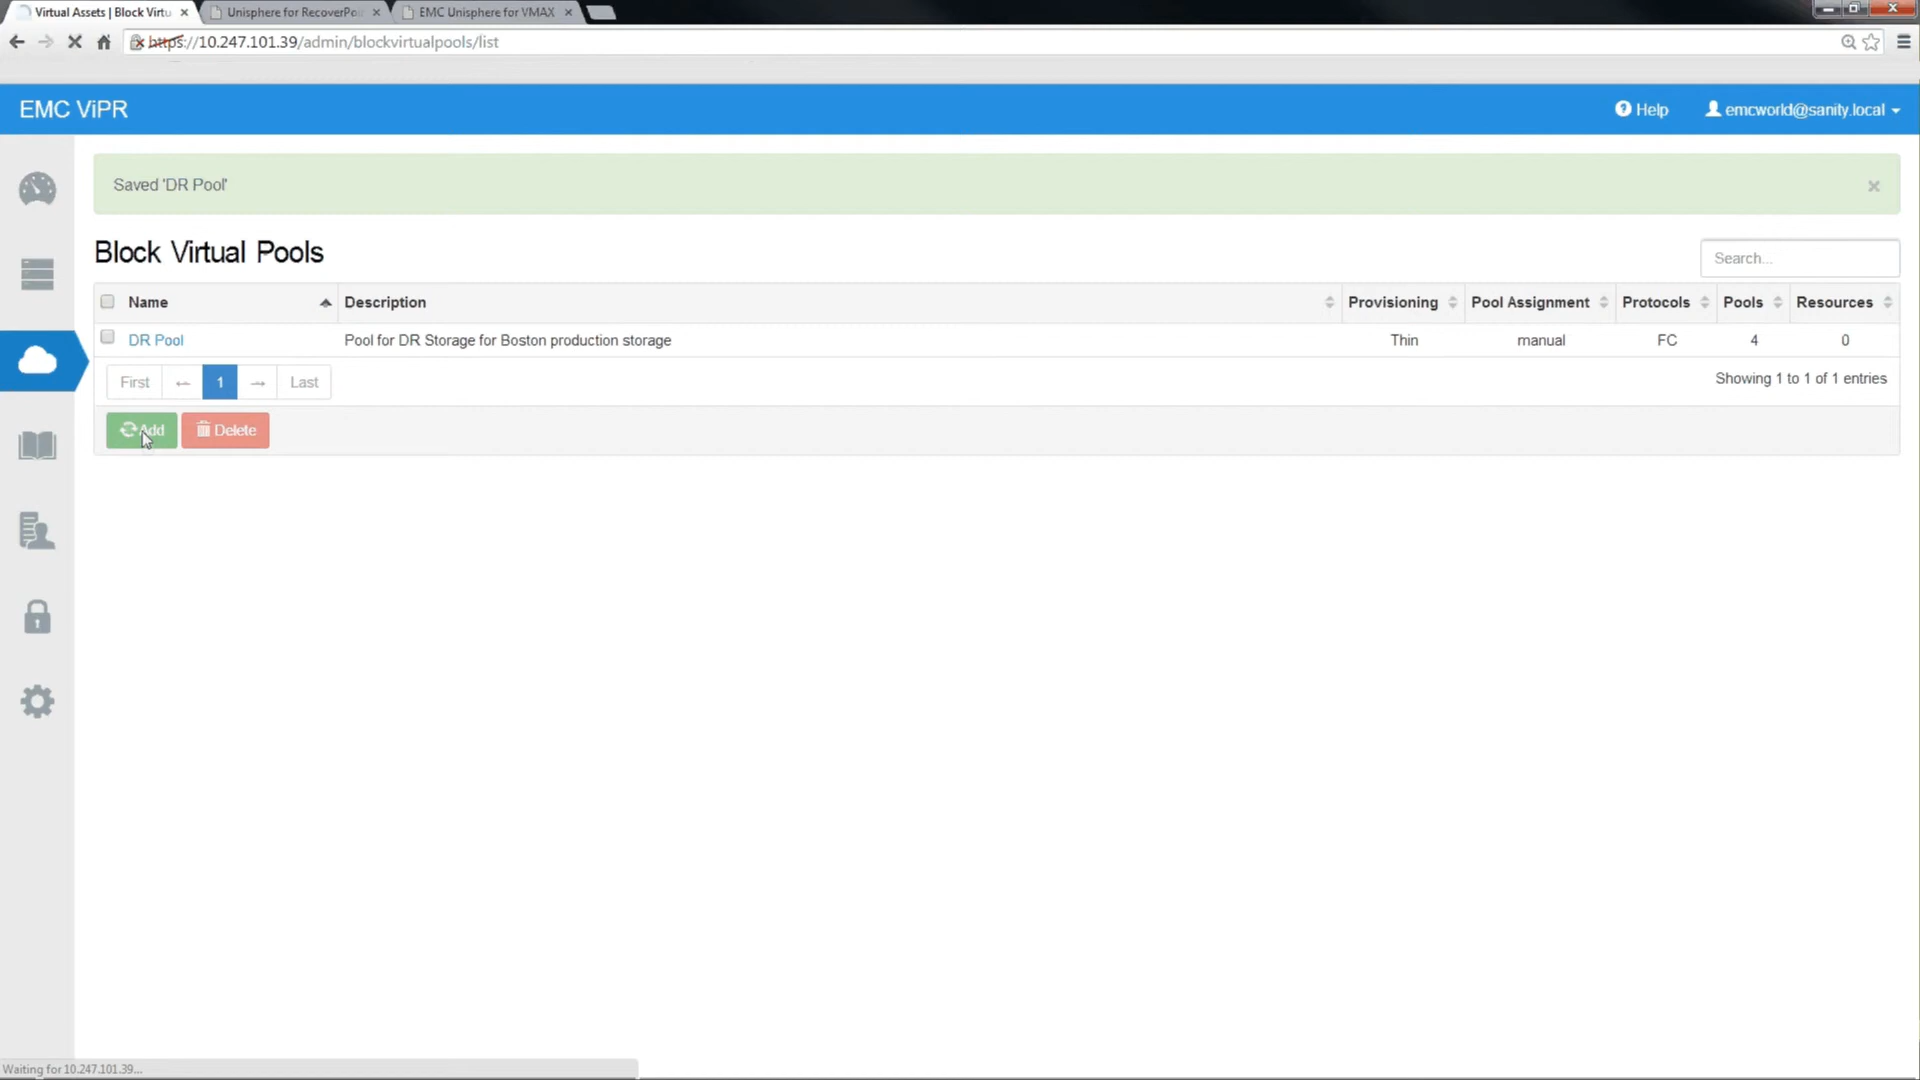 Virtual Assets | Block Virtu
Unisphere for RecoverPoi
EMC Unisphere for VMAX
https://10.247.101.39/admin/blockvirtualpools/list
EMC ViPR
Help
emcworld@sanity.local
Saved 'DR Pool'
Block Virtual Pools
Search...
Name Description Provisioning Pool Assignment Protocols Pools Resources
DR Pool Pool for DR Storage for Boston production storage Thin manual FC 4 0
First ← 1 → Last
Showing 1 to 1 of 1 entries
Add Delete
Waiting for 10.247.101.39...